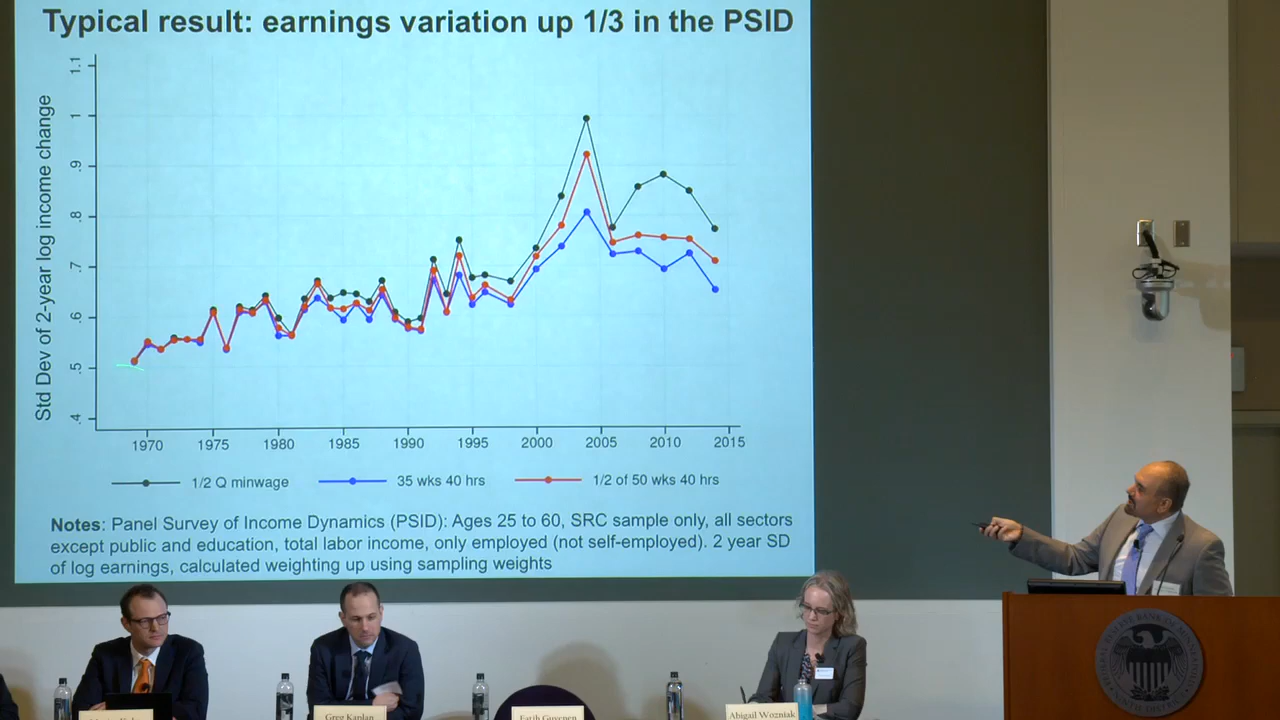 Typical result: earnings variation up 1/3 in the PSID
Std Dev of 2-year log income change
1.1
1
.9
.8
.7
.6
.5
.4
1970 1975 1980 1985 1990 1995 2000 2005 2010 2015
1/2 Q minwage 35 wks 40 hrs 1/2 of 50 wks 40 hrs
Notes: Panel Survey of Income Dynamics (PSID): Ages 25 to 60, SRC sample only, all sectors
except public and education, total labor income, only employed (not self-employed). 2 year SD
of log earnings, calculated weighting up using sampling weights
Greg Kaplan
Fatih Guvenen
Abigail Wozniak